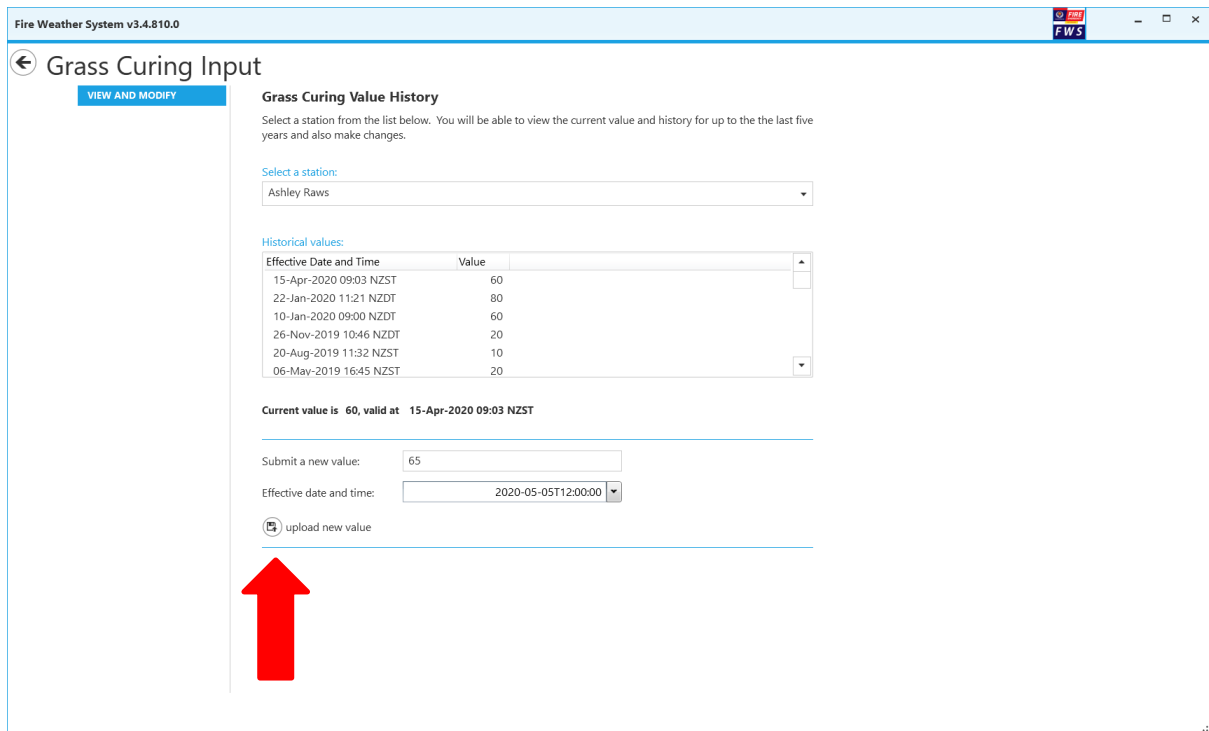 Fire Weather System v3.4.810.0
FIRE
FWS
Grass Curing Input
VIEW AND MODIFY
Grass Curing Value History
Select a station from the list below. You will be able to view the current value and history for up to the the last five
years and also make changes.
Select a station:
Ashley Raws
Historical values:
Effective Date and Time Value
15-Apr-2020 09:03 NZST 60
22-Jan-2020 11:21 NZDT 80
10-Jan-2020 09:00 NZDT 60
26-Nov-2019 10:46 NZDT 20
20-Aug-2019 11:32 NZST 10
06-May-2019 16:45 NZST 20
Current value is 60, valid at 15-Apr-2020 09:03 NZST
Submit a new value: 65
Effective date and time: 2020-05-05T12:00:00
upload new value